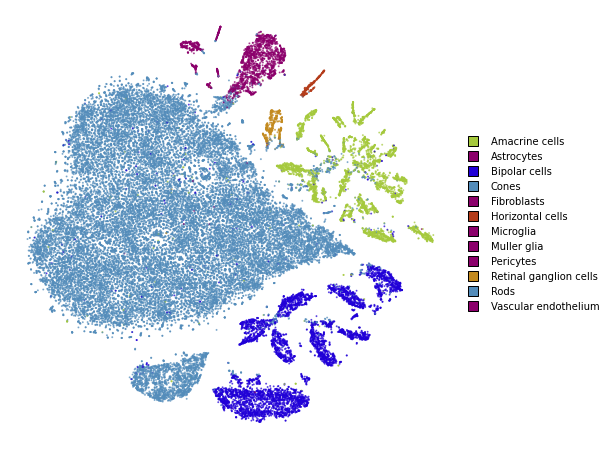 Amacrine cells
Astrocytes
Bipolar cells
Cones
Fibroblasts
Horizontal cells
Microglia
Muller glia
Pericytes
Retinal ganglion cells
Rods
Vascular endothelium